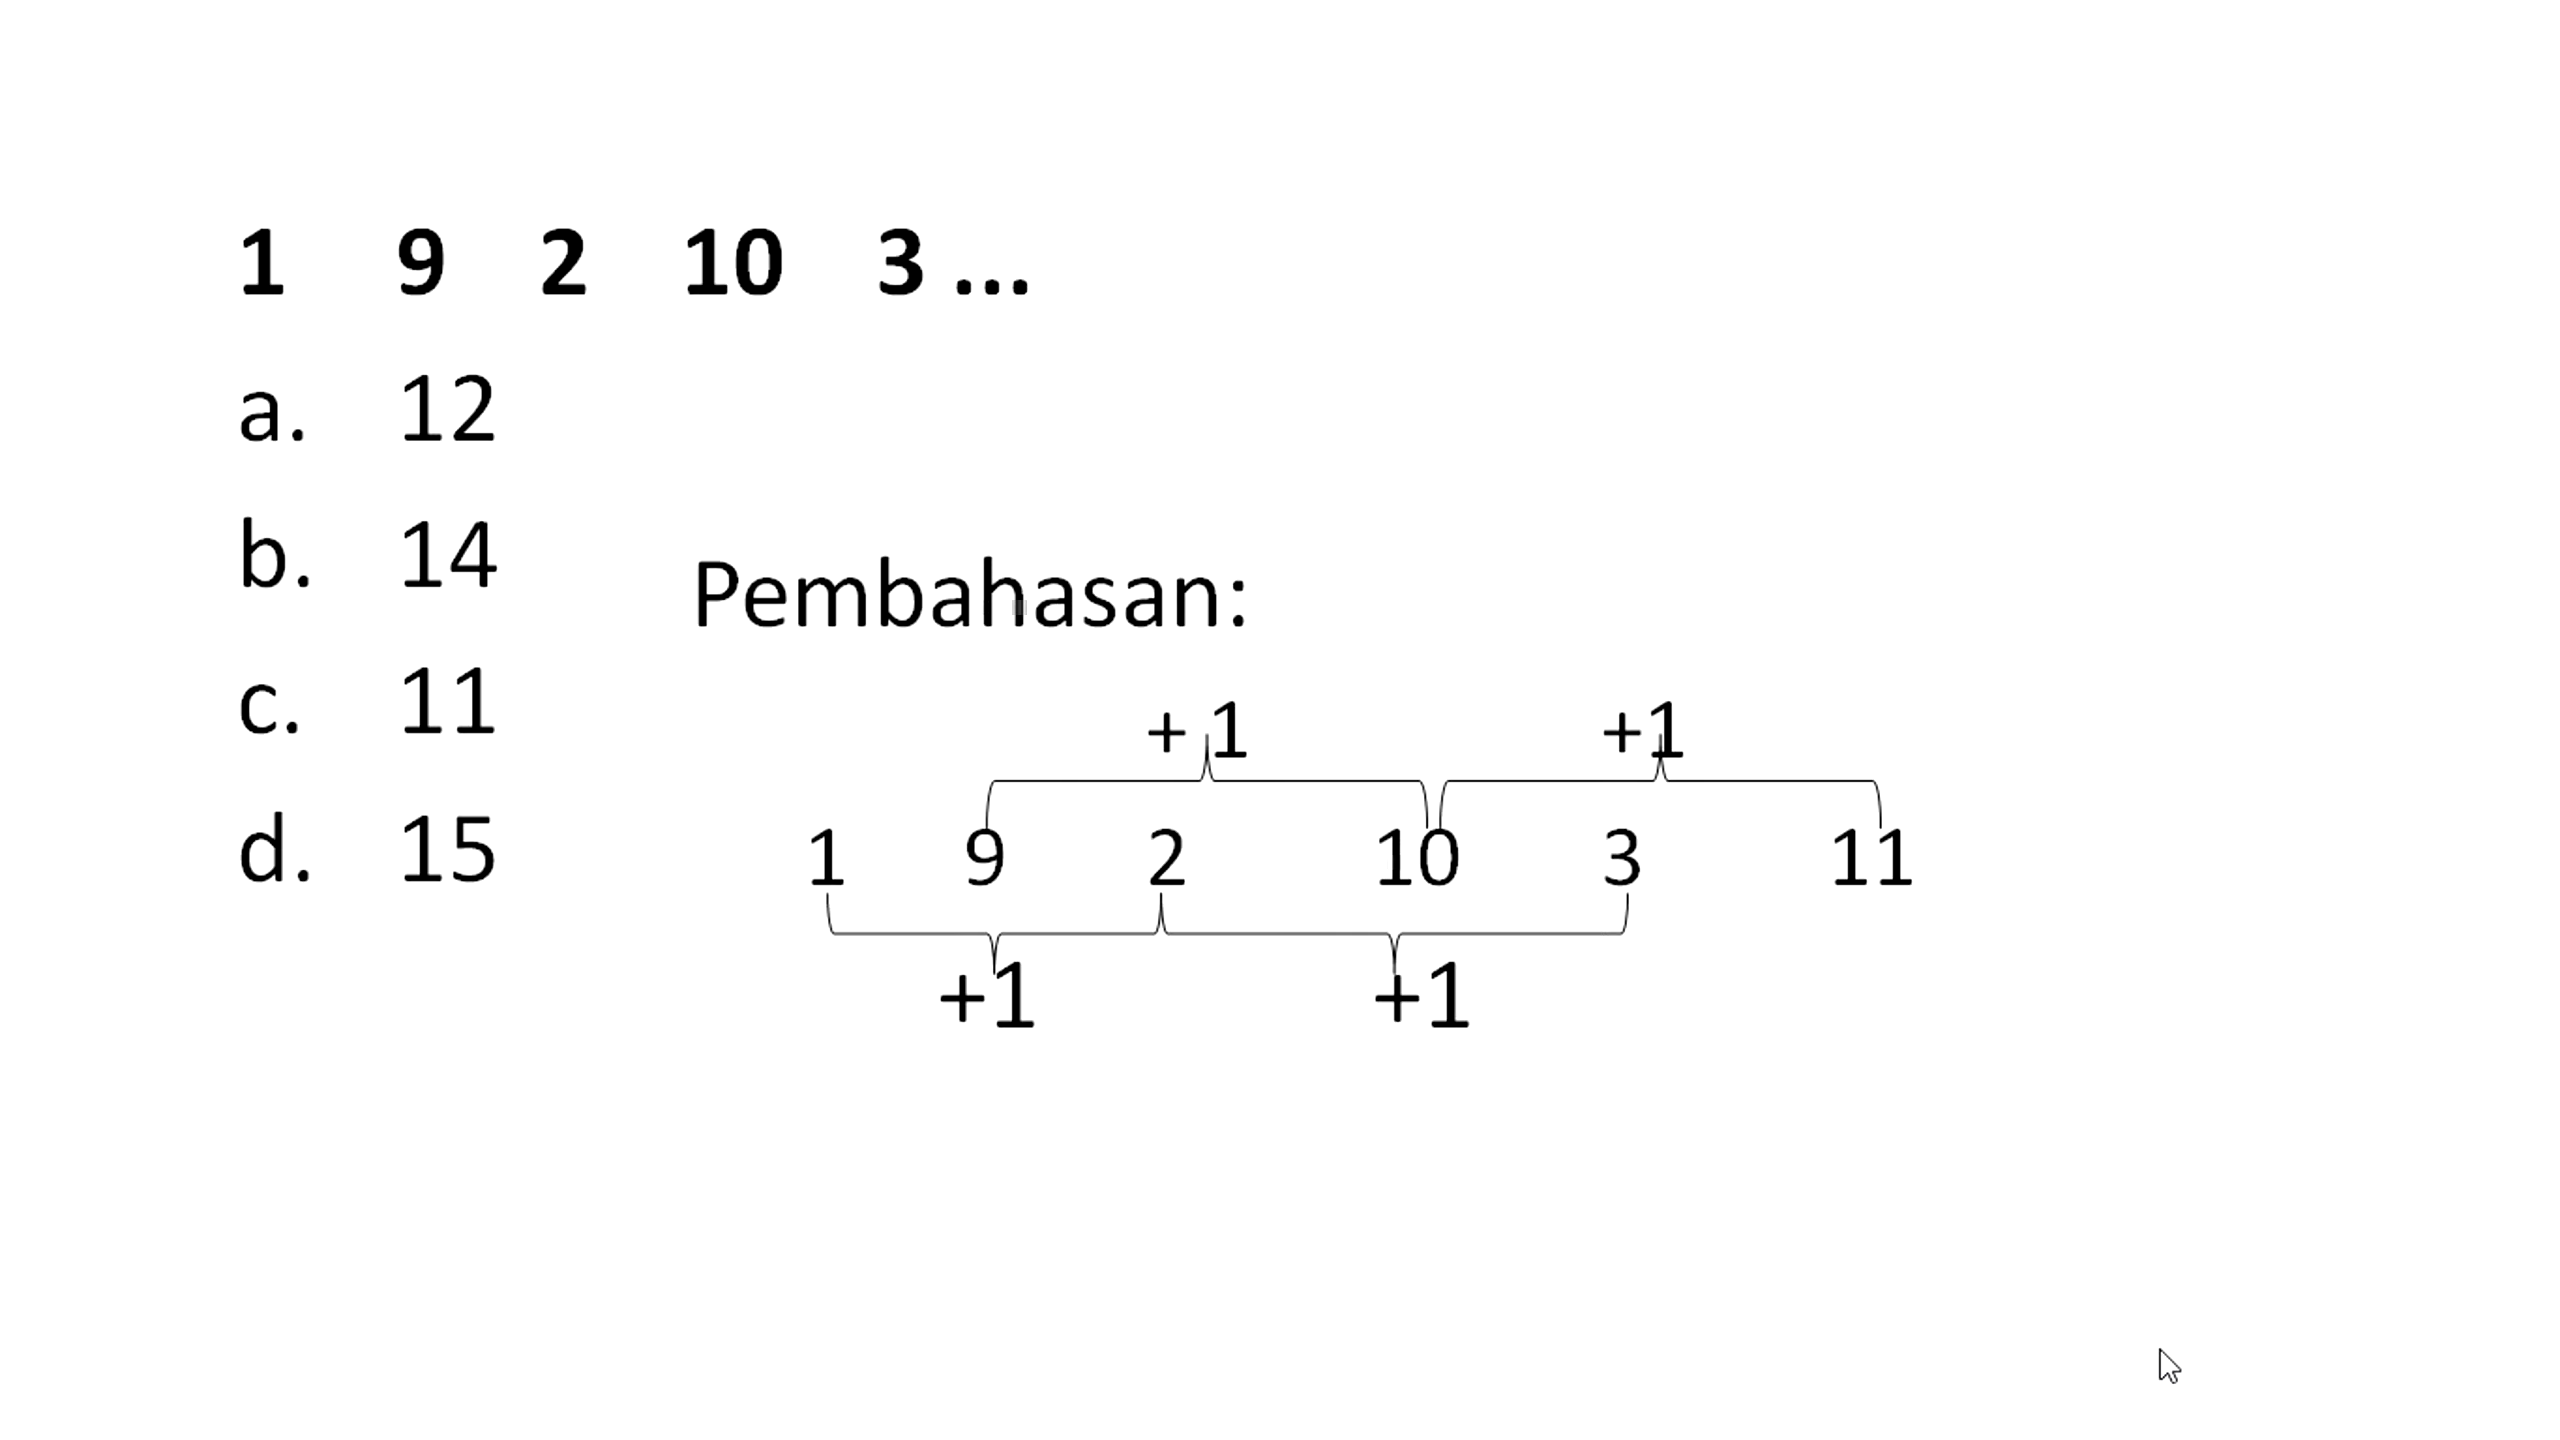 1 9 2 10 3 ...
a. 12
b. 14
c. 11
d. 15
Pembahasan:
+ 1 +1
1 9 2 10 3 11
+1 +1